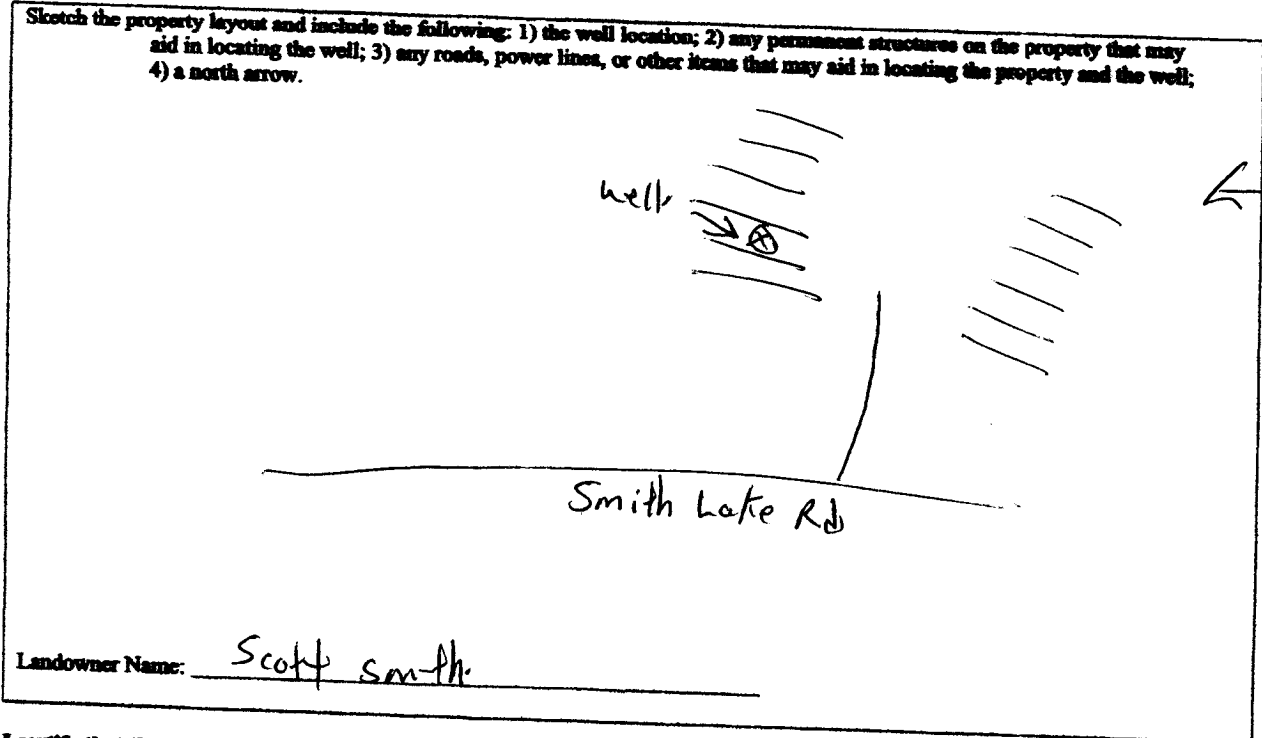 Sketch the property layout and include the following: 1) the well location; 2) any permanent structures on the property that may
aid in locating the well; 3) any roads, power lines, or other items that may aid in locating the property and the well;
4) a north arrow.
well
Smith Lake Rd
Landowner Name: Scott Smith